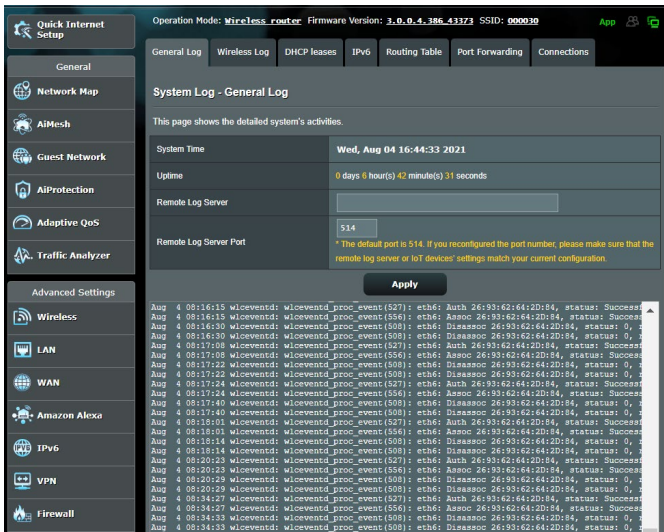 Quick Internet
Setup
General
Network Map
AiMesh
Guest Network
AiProtection
Adaptive QoS
Traffic Analyzer
Advanced Settings
Wireless
LAN
WAN
Amazon Alexa
IPv6
VPN
Firewall
Operation Mode: Wireless router Firmware Version: 3.0.0.4.386_43373 SSID: 000030 App
General Log Wireless Log DHCP leases IPv6 Routing Table Port Forwarding Connections
System Log - General Log
This page shows the detailed system's activities.
System Time Wed, Aug 04 16:44:33 2021
Uptime 0 days 6 hour(s) 42 minute(s) 31 seconds
Remote Log Server
Remote Log Server Port 514
* The default port is 514. If you reconfigured the port number, please make sure that the
remote log server or IoT devices' settings match your current configuration.
Apply
Aug 4 08:16:15 wlceventd: wlceventd_proc_event(527): eth6: Auth 26:93:62:64:2D:84, status: Successf
Aug 4 08:16:15 wlceventd: wlceventd_proc_event(556): eth6: Assoc 26:93:62:64:2D:84, status: Success
Aug 4 08:16:30 wlceventd: wlceventd_proc_event(508): eth6: Disassoc 26:93:62:64:2D:84, status: 0, r
Aug 4 08:16:30 wlceventd: wlceventd_proc_event(508): eth6: Disassoc 26:93:62:64:2D:84, status: 0, r
Aug 4 08:17:08 wlceventd: wlceventd_proc_event(527): eth6: Auth 26:93:62:64:2D:84, status: Successf
Aug 4 08:17:08 wlceventd: wlceventd_proc_event(556): eth6: Assoc 26:93:62:64:2D:84, status: Success
Aug 4 08:17:22 wlceventd: wlceventd_proc_event(508): eth6: Disassoc 26:93:62:64:2D:84, status: 0, r
Aug 4 08:17:22 wlceventd: wlceventd_proc_event(508): eth6: Disassoc 26:93:62:64:2D:84, status: 0, r
Aug 4 08:17:24 wlceventd: wlceventd_proc_event(527): eth6: Auth 26:93:62:64:2D:84, status: Successf
Aug 4 08:17:24 wlceventd: wlceventd_proc_event(556): eth6: Assoc 26:93:62:64:2D:84, status: Success
Aug 4 08:17:40 wlceventd: wlceventd_proc_event(508): eth6: Disassoc 26:93:62:64:2D:84, status: 0, r
Aug 4 08:17:40 wlceventd: wlceventd_proc_event(508): eth6: Disassoc 26:93:62:64:2D:84, status: 0, r
Aug 4 08:18:01 wlceventd: wlceventd_proc_event(527): eth6: Auth 26:93:62:64:2D:84, status: Successf
Aug 4 08:18:01 wlceventd: wlceventd_proc_event(556): eth6: Assoc 26:93:62:64:2D:84, status: Success
Aug 4 08:18:14 wlceventd: wlceventd_proc_event(508): eth6: Disassoc 26:93:62:64:2D:84, status: 0, r
Aug 4 08:18:14 wlceventd: wlceventd_proc_event(508): eth6: Disassoc 26:93:62:64:2D:84, status: 0, r
Aug 4 08:20:23 wlceventd: wlceventd_proc_event(527): eth6: Auth 26:93:62:64:2D:84, status: Successf
Aug 4 08:20:23 wlceventd: wlceventd_proc_event(556): eth6: Assoc 26:93:62:64:2D:84, status: Success
Aug 4 08:20:29 wlceventd: wlceventd_proc_event(508): eth6: Disassoc 26:93:62:64:2D:84, status: 0, r
Aug 4 08:20:29 wlceventd: wlceventd_proc_event(508): eth6: Disassoc 26:93:62:64:2D:84, status: 0, r
Aug 4 08:34:27 wlceventd: wlceventd_proc_event(527): eth6: Auth 26:93:62:64:2D:84, status: Successf
Aug 4 08:34:27 wlceventd: wlceventd_proc_event(556): eth6: Assoc 26:93:62:64:2D:84, status: Success
Aug 4 08:34:33 wlceventd: wlceventd_proc_event(508): eth6: Disassoc 26:93:62:64:2D:84, status: 0, r
Aug 4 08:34:33 wlceventd: wlceventd_proc_event(508): eth6: Disassoc 26:93:62:64:2D:84, status: 0, r